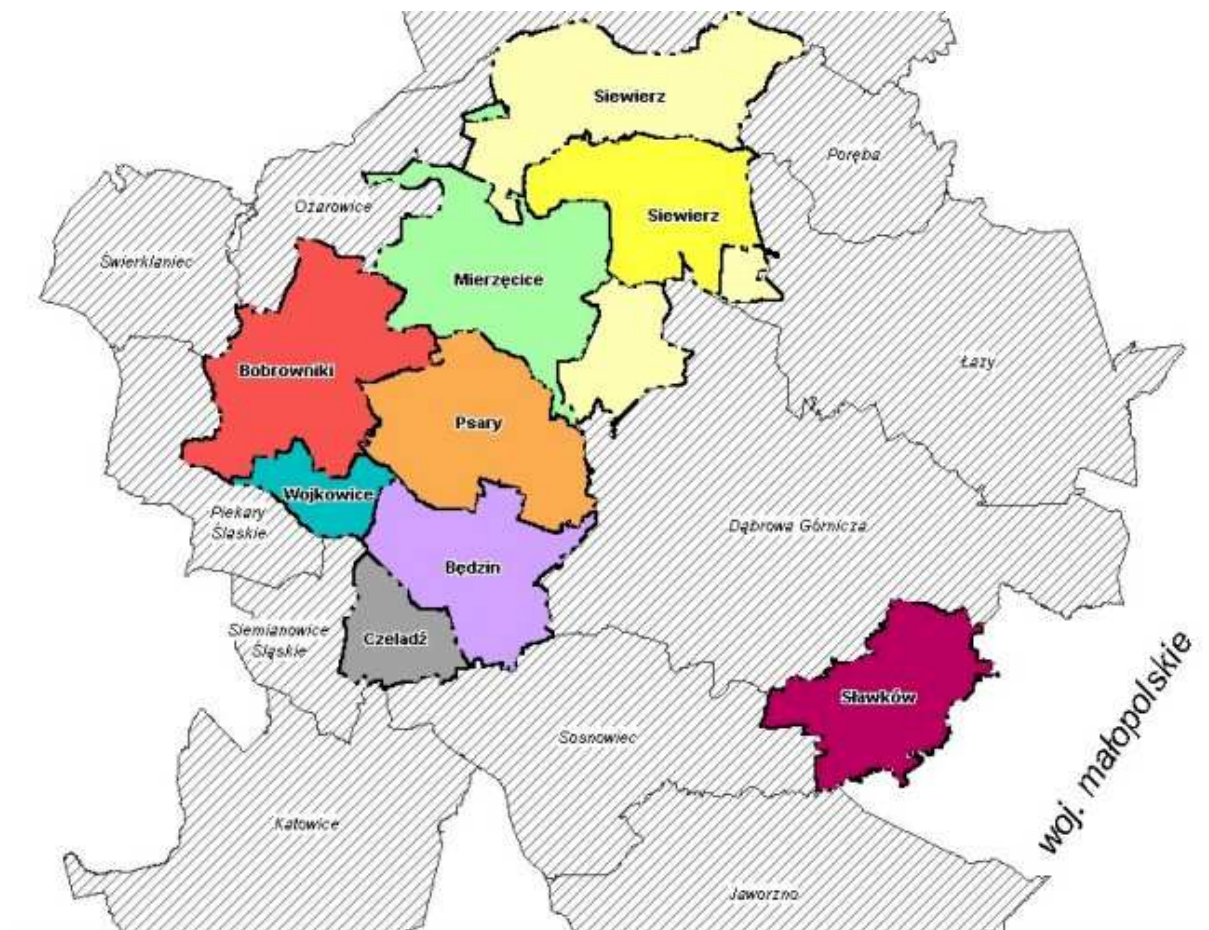 Siewierz
Poręba
Ożarowice
Siewierz
Świerklaniec
Mierzęcice
Bobrowniki
Łazy
Psary
Wojkowice
Piekary
Śląskie
Dąbrowa Górnicza
Będzin
Siemianowice
Śląskie
Czeladź
Sławków
woj. małopolskie
Sosnowiec
Katowice
Jaworzno